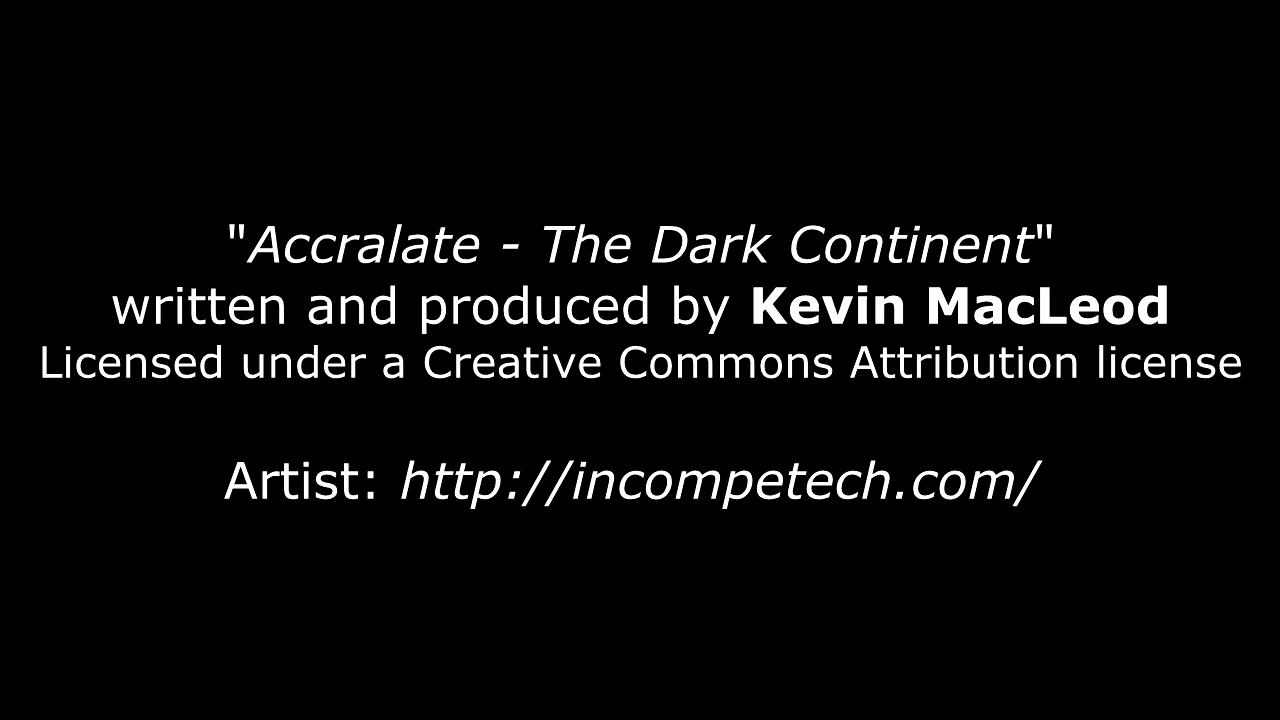 "Accralate - The Dark Continent"
written and produced by Kevin MacLeod
Licensed under a Creative Commons Attribution license
Artist: http://incompetech.com/